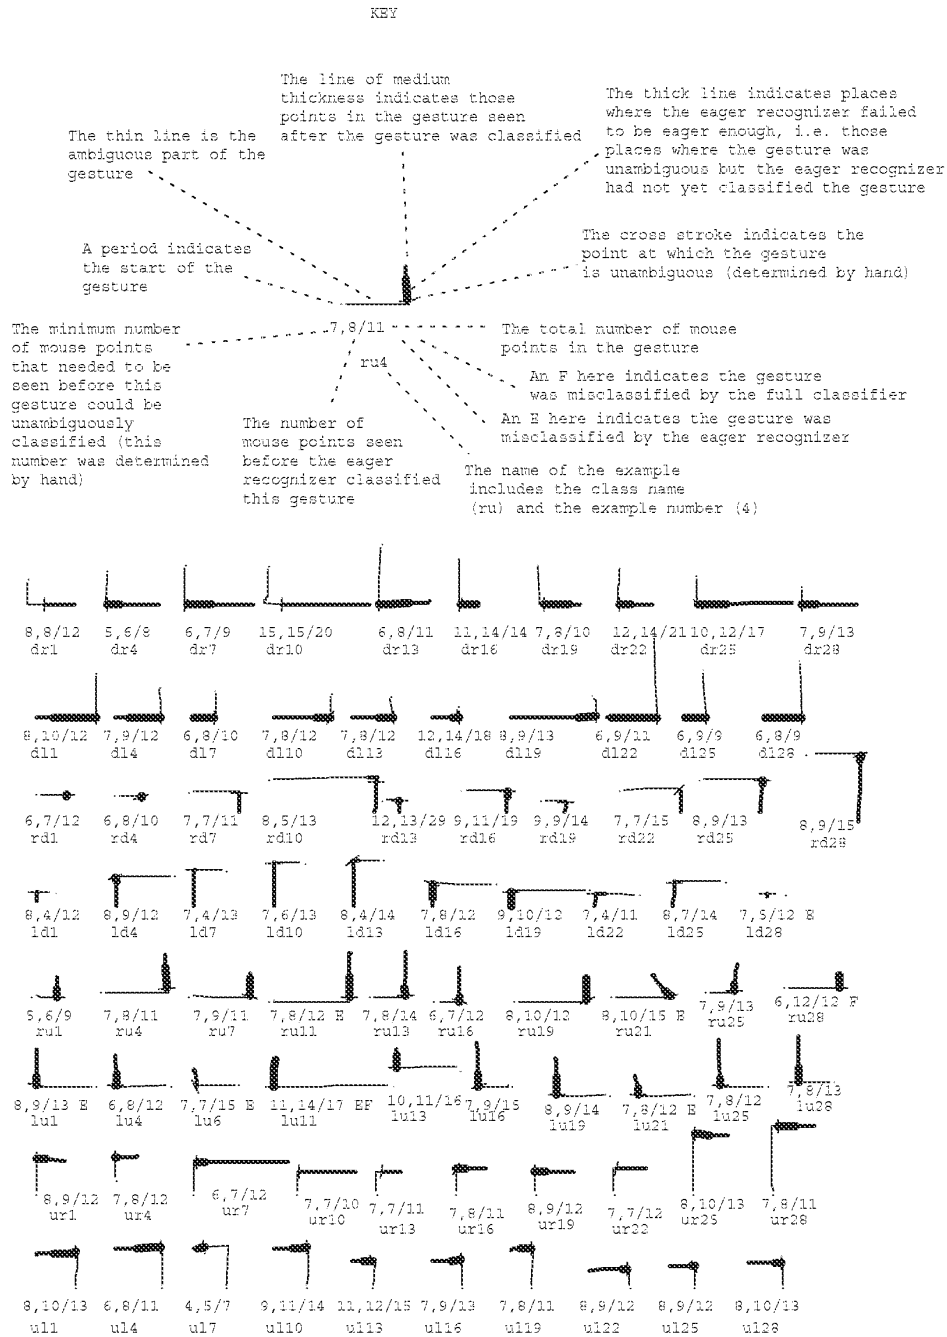 KEY
The line of medium
thickness indicates those
points in the gesture seen
after the gesture was classified
The thick line indicates places
where the eager recognizer failed
to be eager enough, i.e. those
places where the gesture was
unambiguous but the eager recognizer
had not yet classified the gesture
The thin line is the
ambiguous part of the
gesture
A period indicates
the start of the
gesture
The cross stroke indicates the
point at which the gesture
is unambiguous (determined by hand)
The minimum number
of mouse points
that needed to be
seen before this
gesture could be
unambiguously
classified (this
number was determined
by hand)
7,8/11
ru4
The total number of mouse
points in the gesture
An F here indicates the gesture
was misclassified by the full classifier
An E here indicates the gesture was
misclassified by the eager recognizer
The number of
mouse points seen
before the eager
recognizer classified
this gesture
The name of the example
includes the class name
(ru) and the example number (4)
8,8/12 5,6/8 6,7/9 15,15/20 6,8/11 11,14/14 7,8/10 12,14/21 10,12/17 7,9/13
dr1 dr4 dr7 dr10 dr13 dr16 dr19 dr22 dr25 dr28
8,10/12 7,9/12 6,8/10 7,8/12 7,8/12 12,14/18 8,9/13 6,9/11 6,9/9 6,8/9
dl1 dl4 dl7 dl10 dl13 dl16 dl19 dl22 dl25 dl28
6,7/12 6,8/10 7,7/11 8,5/13 12,13/29 9,11/19 9,9/14 7,7/15 8,9/13 8,9/15
rd1 rd4 rd7 rd10 rd13 rd16 rd19 rd22 rd25 rd28
8,4/12 8,9/12 7,4/13 7,6/13 8,4/14 7,8/12 9,10/12 7,4/11 8,7/14 7,5/12 E
ld1 ld4 ld7 ld10 ld13 ld16 ld19 ld22 ld25 ld28
5,6/9 7,8/11 7,9/11 7,8/12 E 7,8/14 6,7/12 8,10/12 8,10/15 E 7,9/13 6,12/12 F
ru1 ru4 ru7 ru11 ru13 ru16 ru19 ru21 ru25 ru28
8,9/13 E 6,8/12 7,7/15 E 11,14/17 EF 10,11/16 7,9/15 8,9/14 7,8/12 E 7,8/12 7,8/13
lu1 lu4 lu6 lu11 lu13 lu16 lu19 lu21 lu25 lu28
8,9/12 7,8/12 6,7/12 7,7/10 7,7/11 7,8/11 8,9/12 7,7/12 8,10/13 7,8/11
ur1 ur4 ur7 ur10 ur13 ur16 ur19 ur22 ur25 ur28
8,10/13 6,8/11 4,5/7 9,11/14 11,12/15 7,9/13 7,8/11 8,9/12 8,9/12 8,10/13
ul1 ul4 ul7 ul10 ul13 ul16 ul19 ul22 ul25 ul28